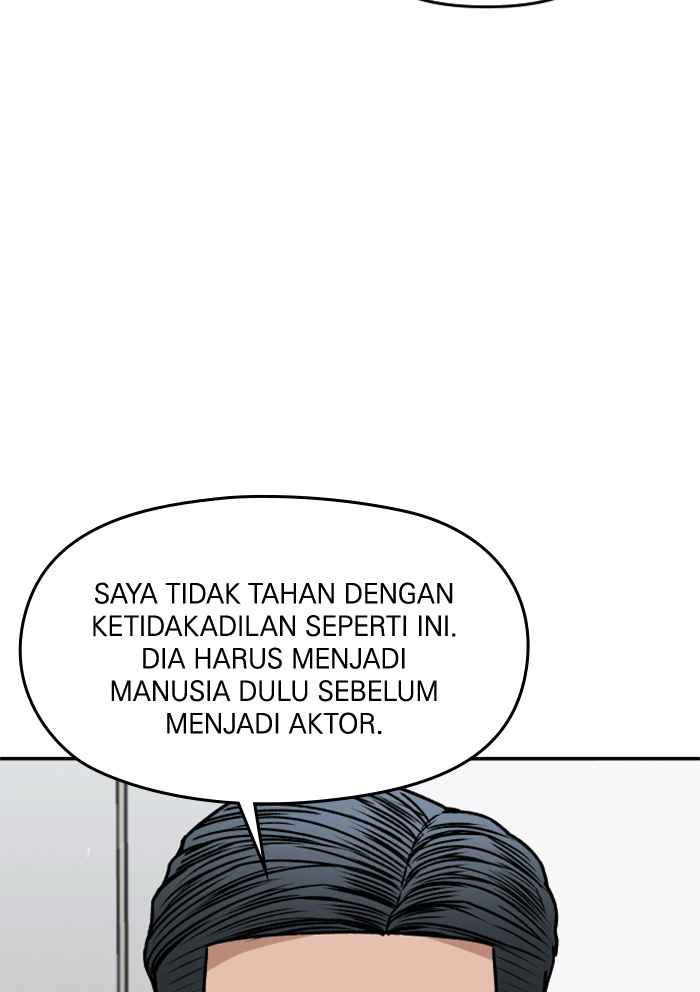 SAYA TIDAK TAHAN DENGAN
KETIDAKADILAN SEPERTI INI.
DIA HARUS MENJADI
MANUSIA DULU SEBELUM
MENJADI AKTOR.